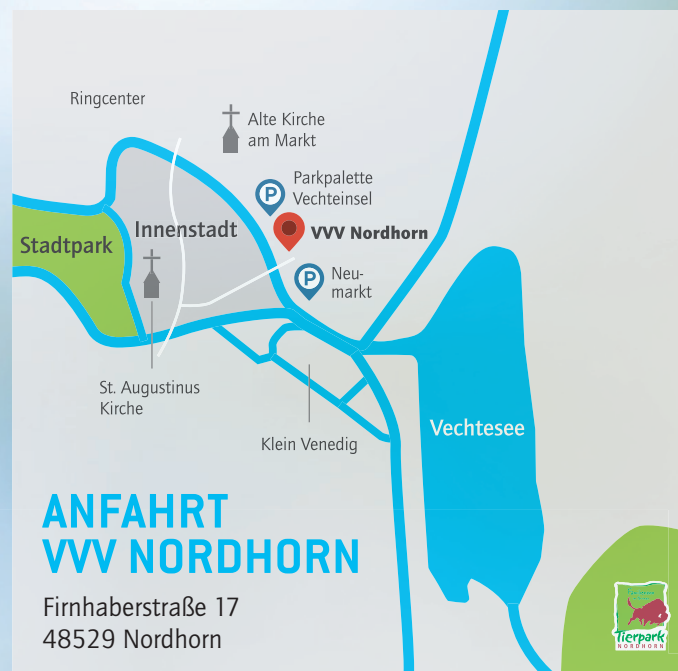 Ringcenter
Alte Kirche
am Markt
Parkpalette
Vechteinsel
P
Innenstadt
VVV Nordhorn
Stadtpark
P
Neu-
markt
St. Augustinus
Kirche
Klein Venedig
Vechtesee
ANFAHRT
VVV NORDHORN
Firnhaberstraße 17
48529 Nordhorn
Tierpark
NORDHORN